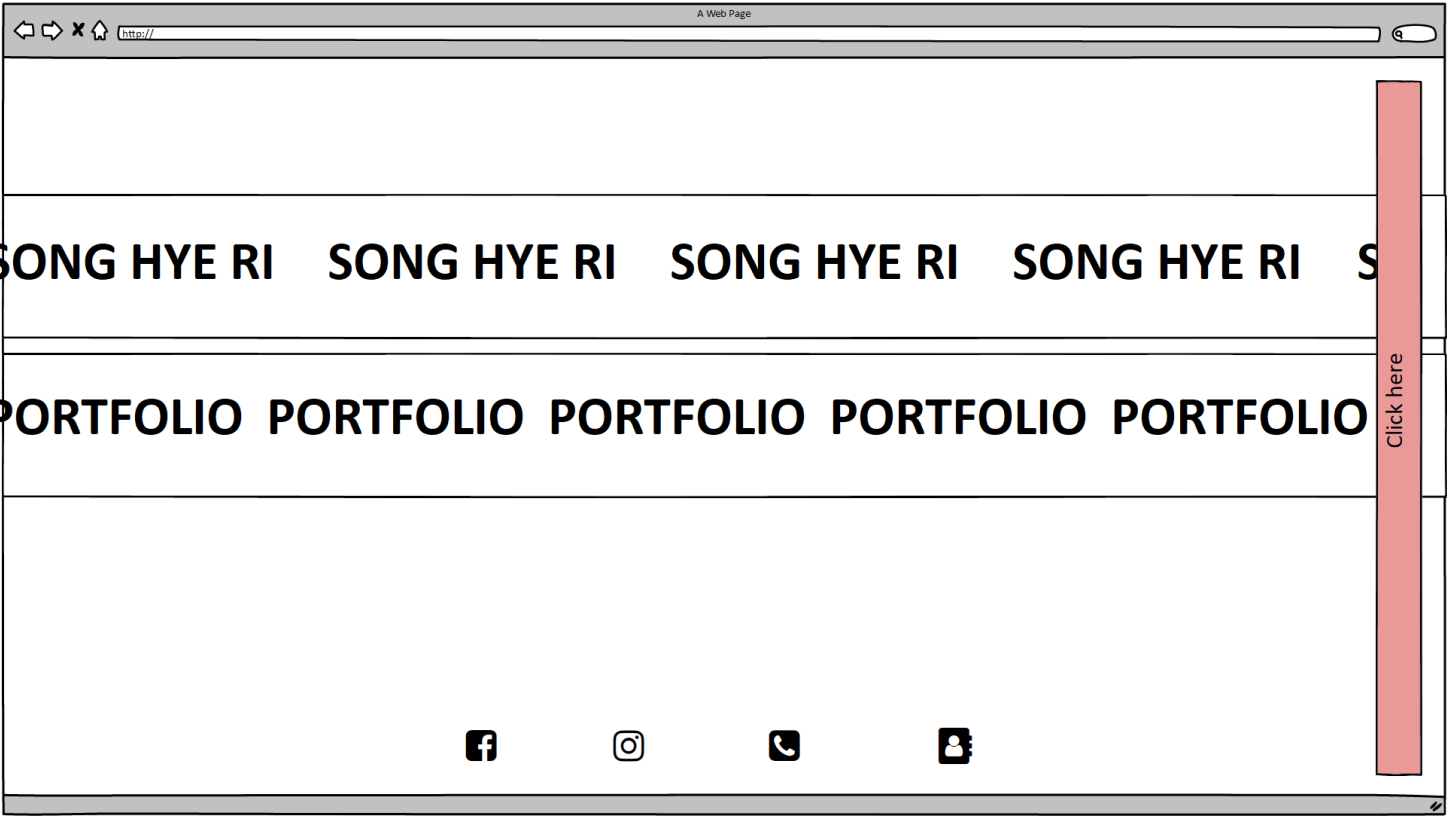 A Web Page
http://
SONG HYE RI SONG HYE RI SONG HYE RI SONG HYE RI S
PORTFOLIO PORTFOLIO PORTFOLIO PORTFOLIO PORTFOLIO
Click here